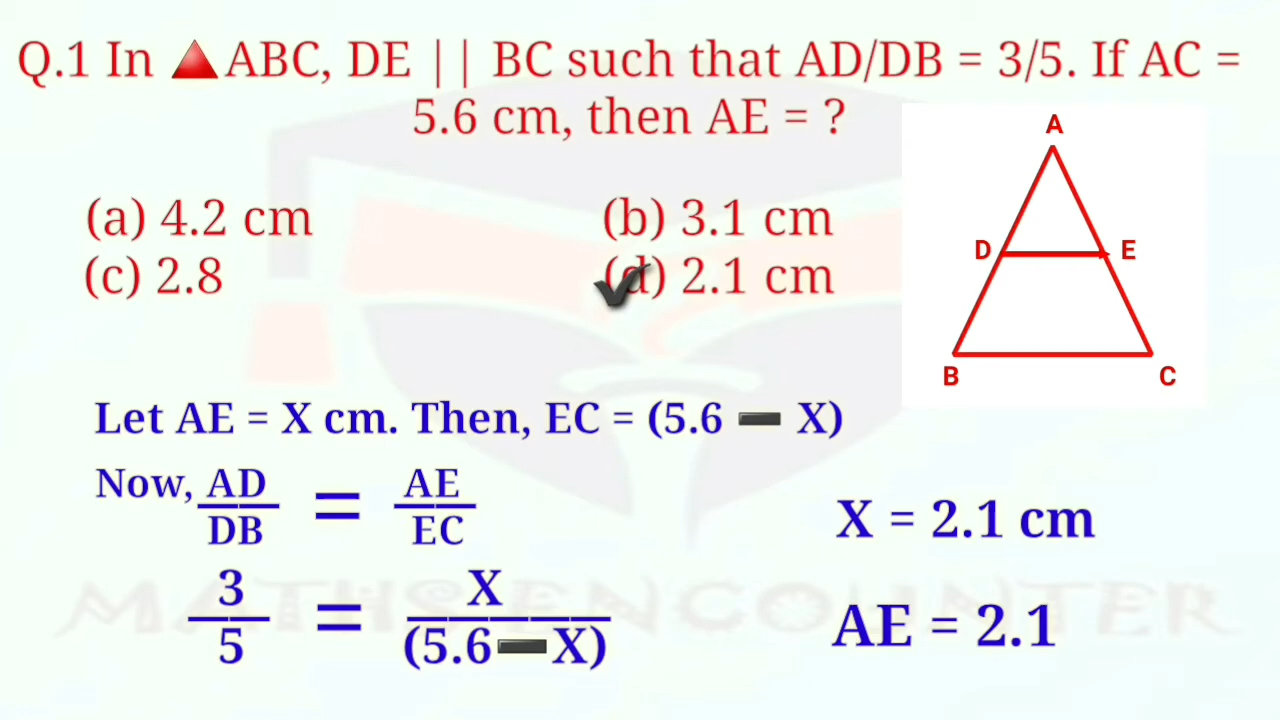 Q.1 In 🔺ABC, DE || BC such that AD/DB = 3/5. If AC =
5.6 cm, then AE = ?
(a) 4.2 cm (b) 3.1 cm
(c) 2.8 (d) 2.1 cm
A
D E
B C
Let AE = X cm. Then, EC = (5.6 ➖ X)
Now, AD = AE
DB EC
3 = X
5 (5.6➖X)
X = 2.1 cm
AE = 2.1
MATHS ENCOUNTER